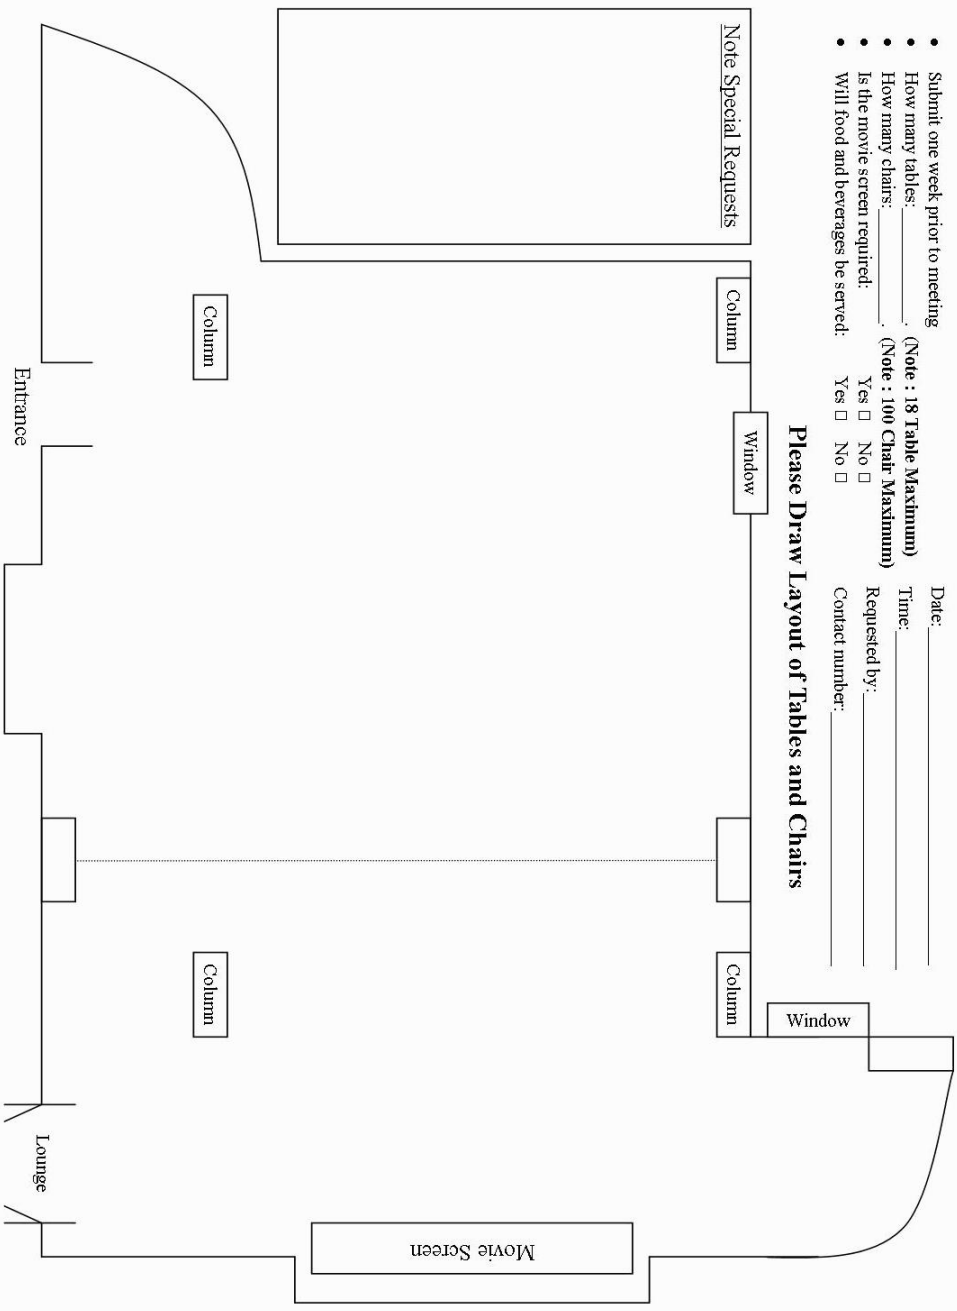 • Submit one week prior to meeting
• How many tables:__________. (Note : 18 Table Maximum)
• How many chairs:__________. (Note : 100 Chair Maximum)
• Is the movie screen required: Yes □ No □
• Will food and beverages be served: Yes □ No □
Date:
Time:
Requested by:
Contact number:
Please Draw Layout of Tables and Chairs
Note Special Requests
Column
Window
Column
Window
Column
Column
Movie Screen
Entrance
Lounge